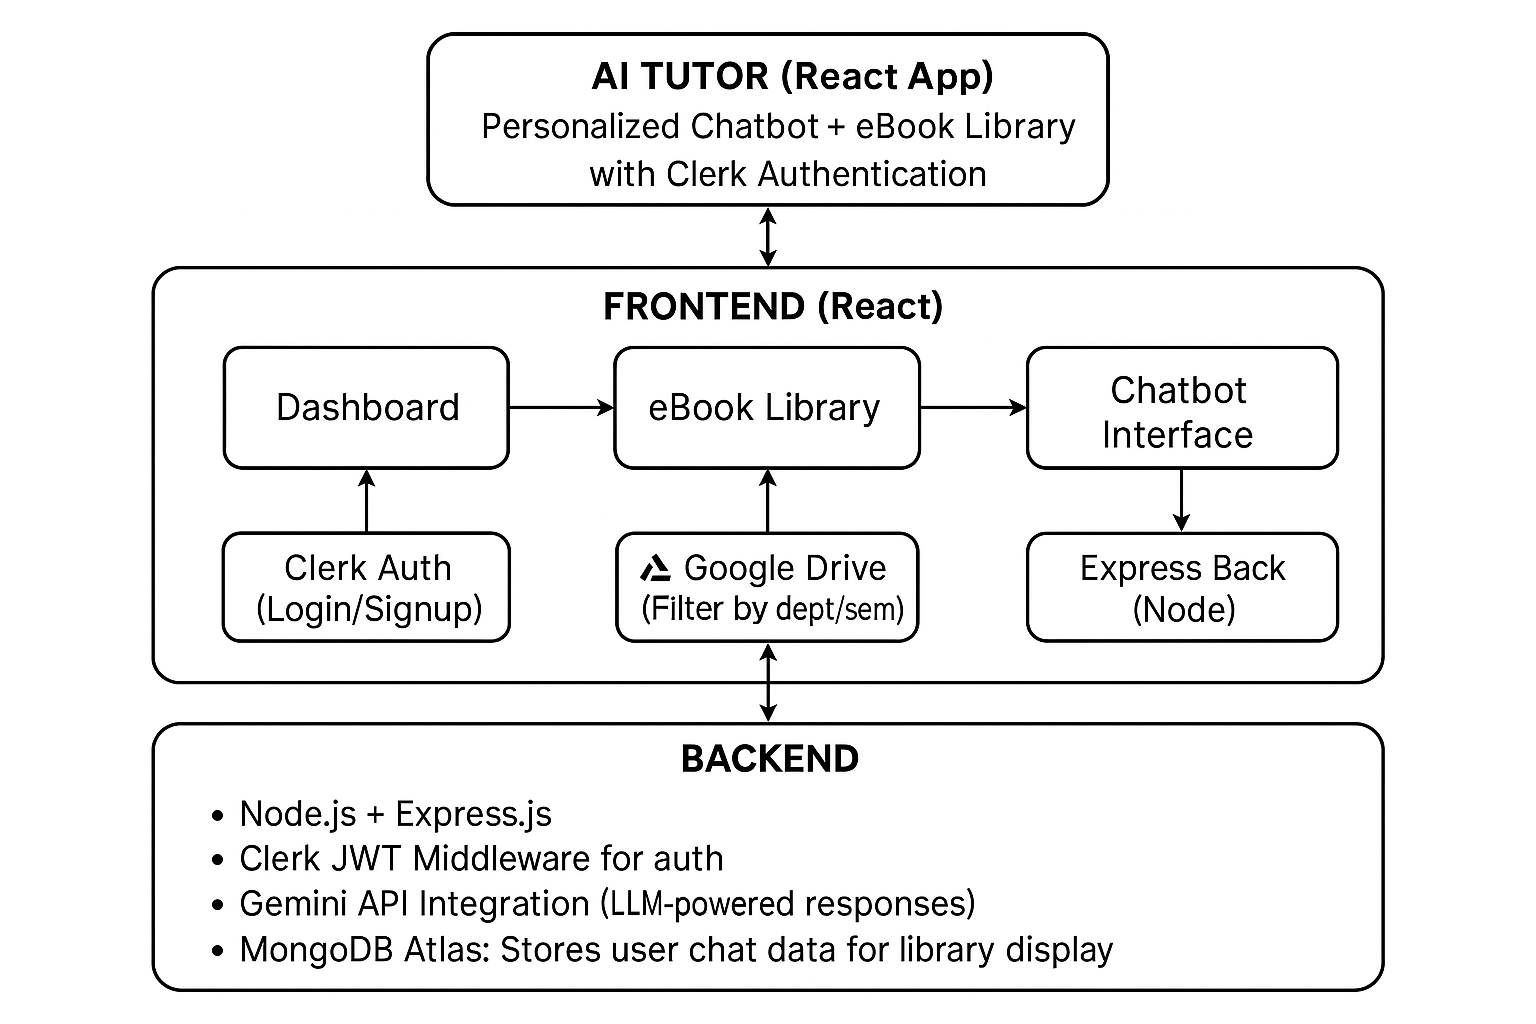 AI TUTOR (React App)
Personalized Chatbot + eBook Library
with Clerk Authentication
FRONTEND (React)
Dashboard
eBook Library
Chatbot
Interface
Clerk Auth
(Login/Signup)
Google Drive
(Filter by dept/sem)
Express Back
(Node)
BACKEND
• Node.js + Express.js
• Clerk JWT Middleware for auth
• Gemini API Integration (LLM-powered responses)
• MongoDB Atlas: Stores user chat data for library display